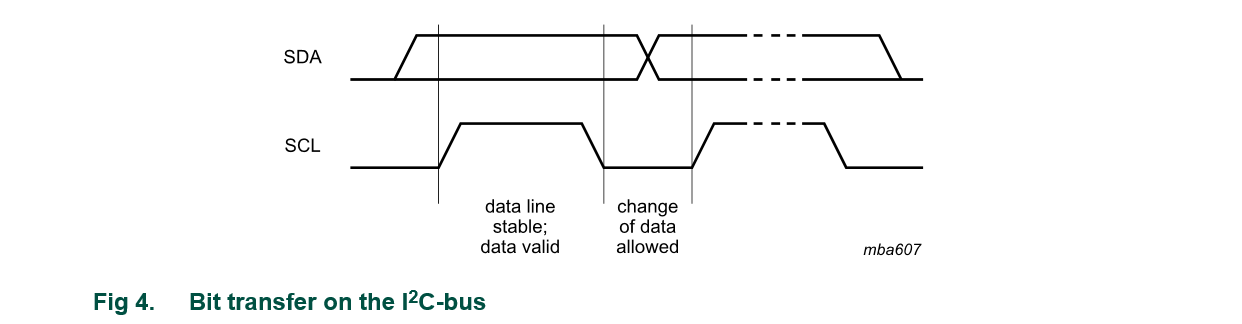 SDA
SCL
data line
stable;
data valid
change
of data
allowed
mba607
Fig 4. Bit transfer on the I²C-bus